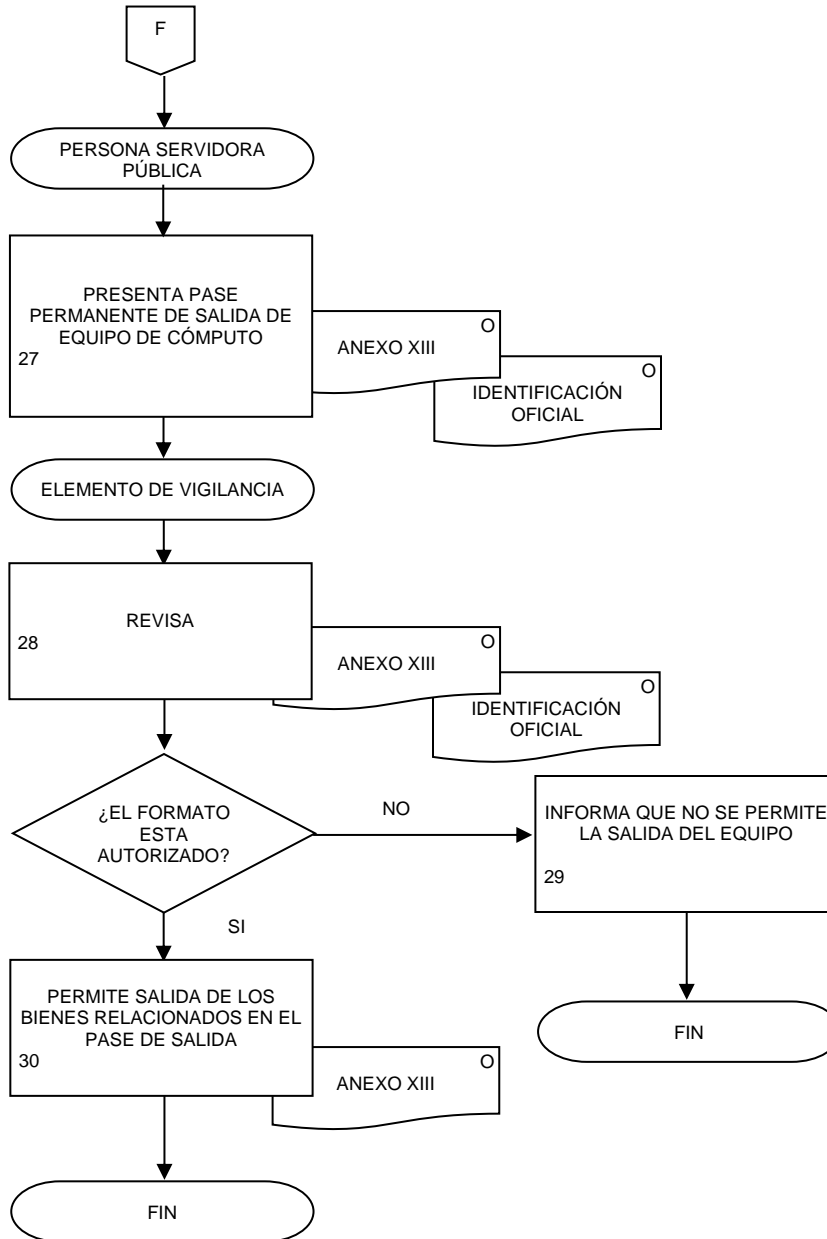 F
PERSONA SERVIDORA
PÚBLICA
PRESENTA PASE
PERMANENTE DE SALIDA DE
EQUIPO DE CÓMPUTO
27
O
ANEXO XIII
O
IDENTIFICACIÓN
OFICIAL
ELEMENTO DE VIGILANCIA
REVISA
28
O
ANEXO XIII
O
IDENTIFICACIÓN
OFICIAL
¿EL FORMATO
ESTA
AUTORIZADO?
NO
INFORMA QUE NO SE PERMITE
LA SALIDA DEL EQUIPO
29
FIN
SI
PERMITE SALIDA DE LOS
BIENES RELACIONADOS EN EL
PASE DE SALIDA
30
O
ANEXO XIII
FIN